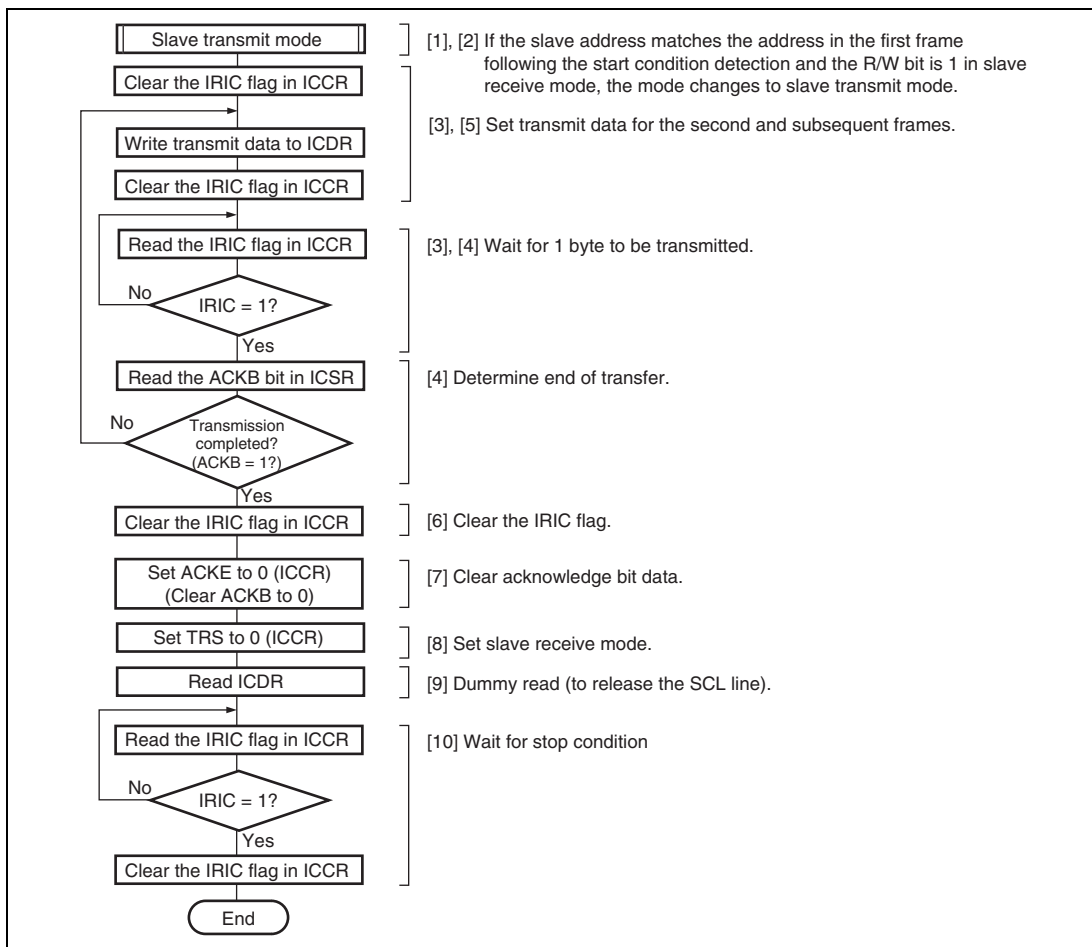 Slave transmit mode
[1], [2] If the slave address matches the address in the first frame
following the start condition detection and the R/W bit is 1 in slave
receive mode, the mode changes to slave transmit mode.
Clear the IRIC flag in ICCR
[3], [5] Set transmit data for the second and subsequent frames.
Write transmit data to ICDR
Clear the IRIC flag in ICCR
Read the IRIC flag in ICCR
[3], [4] Wait for 1 byte to be transmitted.
No
IRIC = 1?
Yes
Read the ACKB bit in ICSR
[4] Determine end of transfer.
No
Transmission
completed?
(ACKB = 1?)
Yes
Clear the IRIC flag in ICCR
[6] Clear the IRIC flag.
Set ACKE to 0 (ICCR)
(Clear ACKB to 0)
[7] Clear acknowledge bit data.
Set TRS to 0 (ICCR)
[8] Set slave receive mode.
Read ICDR
[9] Dummy read (to release the SCL line).
Read the IRIC flag in ICCR
[10] Wait for stop condition
No
IRIC = 1?
Yes
Clear the IRIC flag in ICCR
End